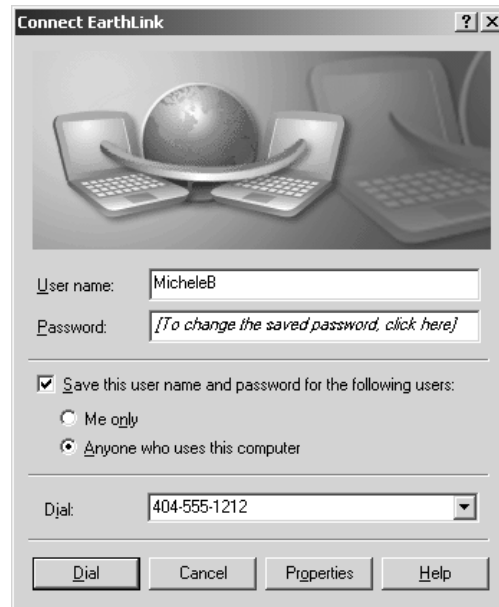 Connect EarthLink
User name: MicheleB
Password: [To change the saved password, click here]
Save this user name and password for the following users:
Me only
Anyone who uses this computer
Dial: 404-555-1212
Dial Cancel Properties Help